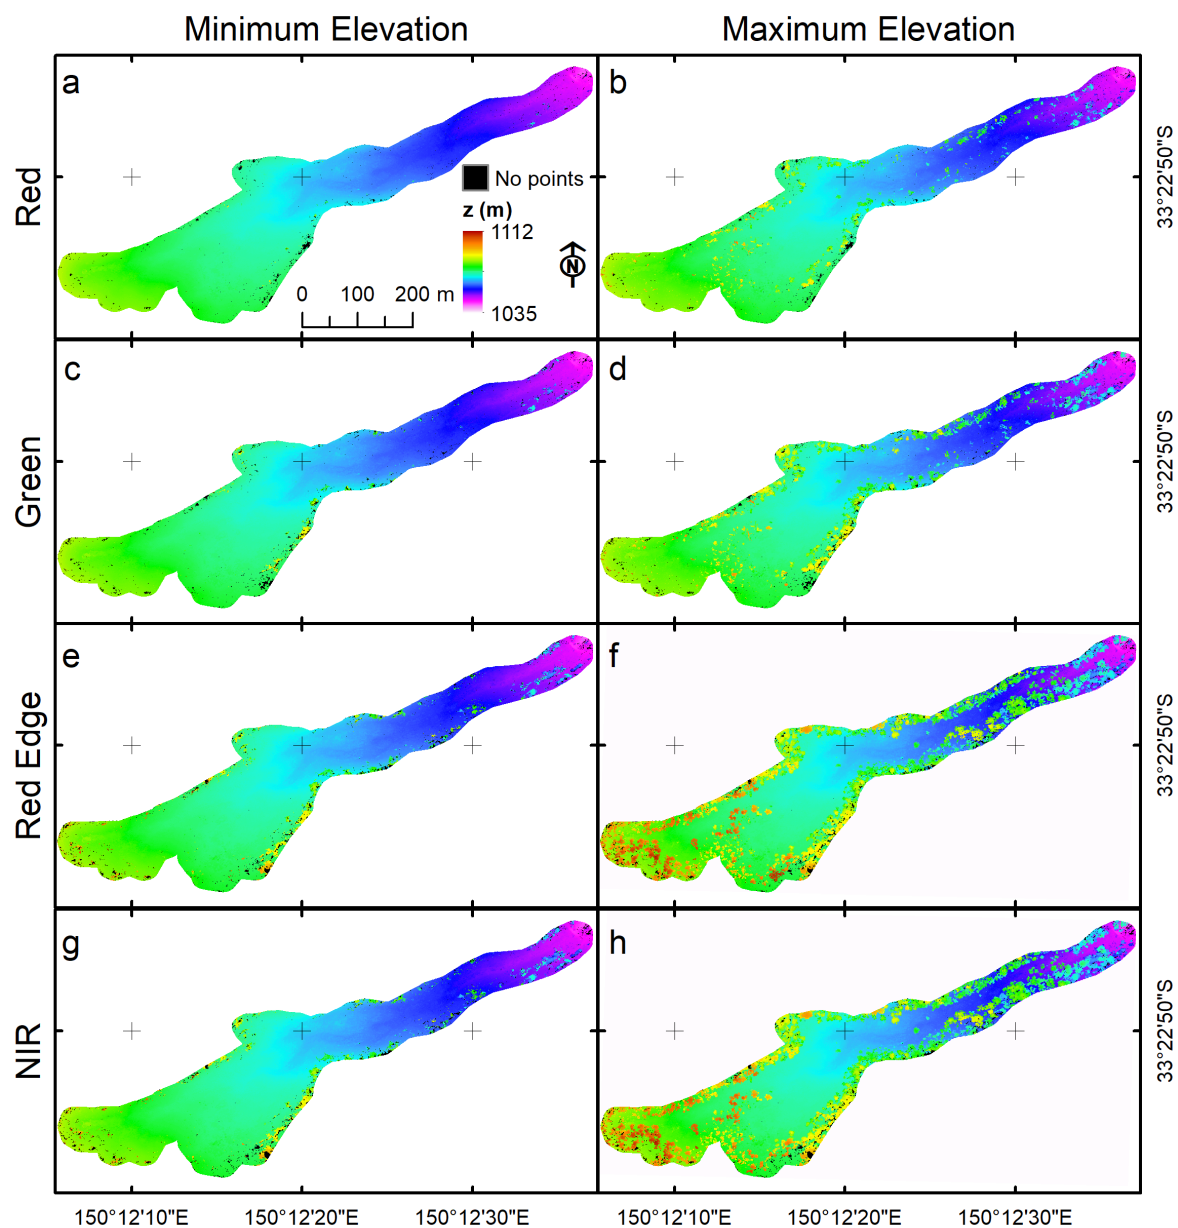 Minimum Elevation
Maximum Elevation
a
b
Red
No points
z (m)
1112
N
0 100 200 m
1035
33°22'50"S
c
d
Green
33°22'50"S
e
f
Red Edge
33°22'50"S
g
h
NIR
33°22'50"S
150°12'10"E 150°12'20"E 150°12'30"E
150°12'10"E 150°12'20"E 150°12'30"E